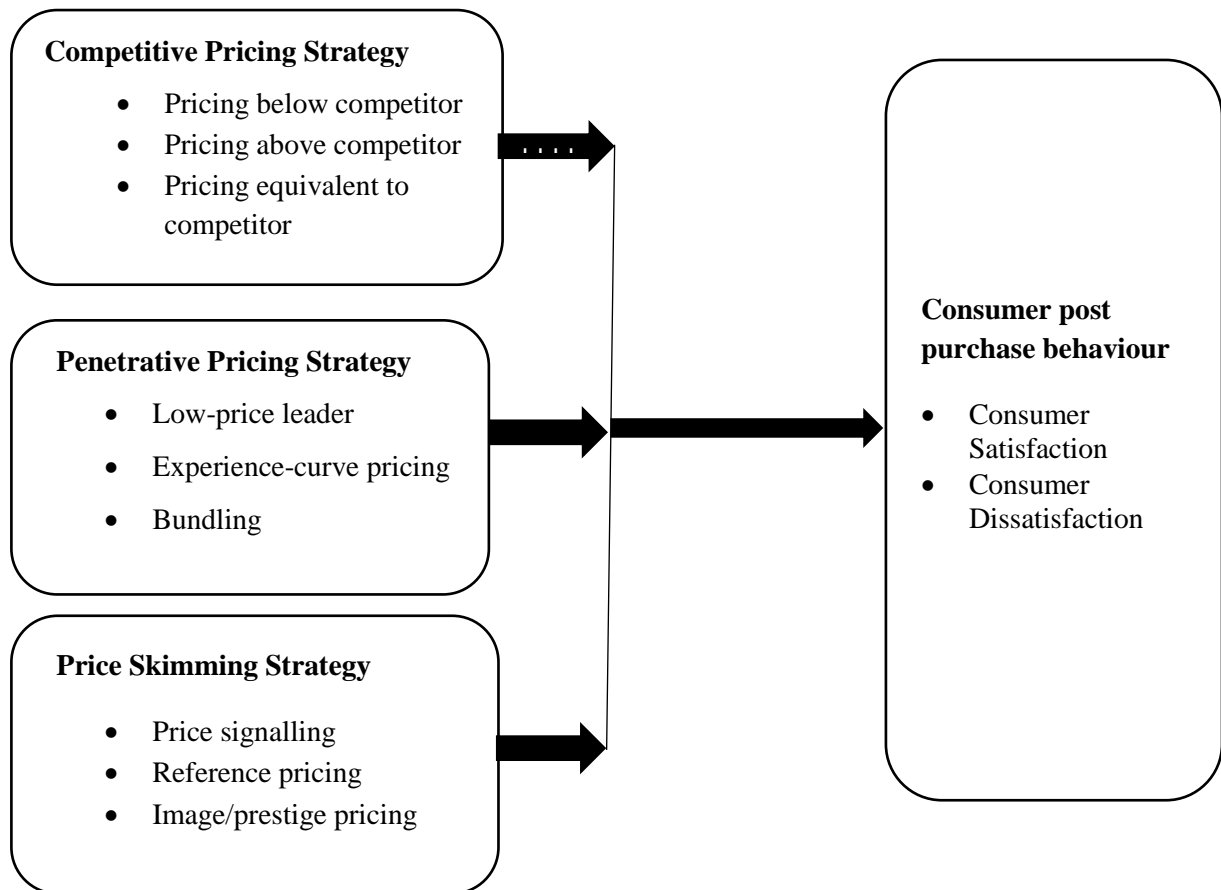 Competitive Pricing Strategy
• Pricing below competitor
• Pricing above competitor
• Pricing equivalent to
competitor
. . . .
Penetrative Pricing Strategy
• Low-price leader
• Experience-curve pricing
• Bundling
Price Skimming Strategy
• Price signalling
• Reference pricing
• Image/prestige pricing
Consumer post
purchase behaviour
• Consumer
Satisfaction
• Consumer
Dissatisfaction